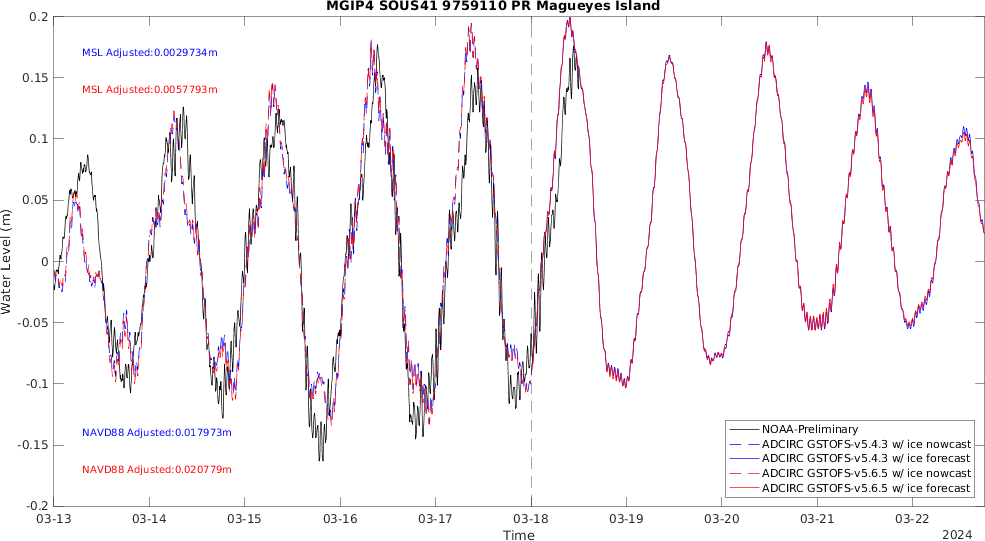 MGIP4 SOUS41 9759110 PR Magueyes Island
0.2
0.15
0.1
0.05
0
-0.05
-0.1
-0.15
-0.2
Water Level (m)
MSL Adjusted:0.0029734m
MSL Adjusted:0.0057793m
NAVD88 Adjusted:0.017973m
NAVD88 Adjusted:0.020779m
NOAA-Preliminary
ADCIRC GSTOFS-v5.4.3 w/ ice nowcast
ADCIRC GSTOFS-v5.4.3 w/ ice forecast
ADCIRC GSTOFS-v5.6.5 w/ ice nowcast
ADCIRC GSTOFS-v5.6.5 w/ ice forecast
03-13 03-14 03-15 03-16 03-17 03-18 03-19 03-20 03-21 03-22
Time
2024